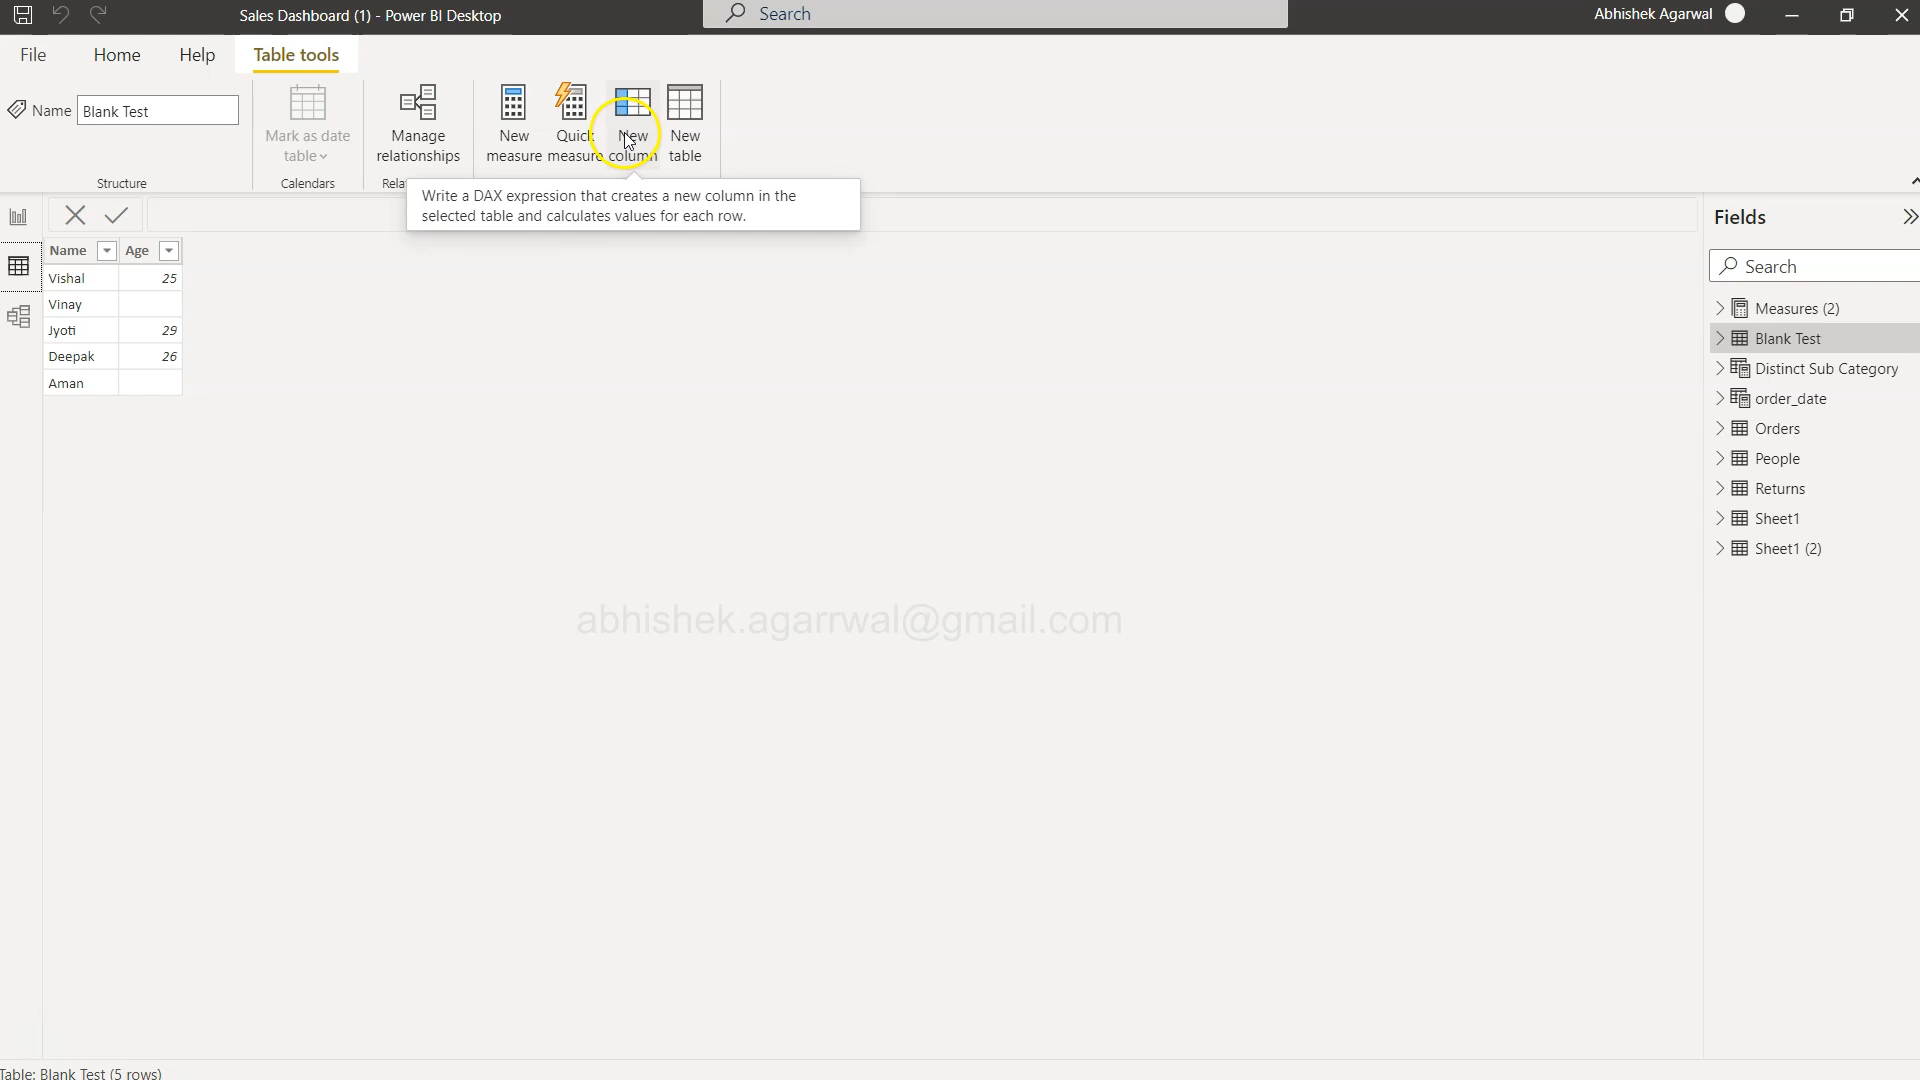 Sales Dashboard (1) - Power BI Desktop
Search
Abhishek Agarwal
File
Home
Help
Table tools
Name
Blank Test
Structure
Mark as date
table
Calendars
Manage
relationships
Rela
New
measure
Quick
measure
New
column
New
table
Write a DAX expression that creates a new column in the
selected table and calculates values for each row.
Name Age
Vishal 25
Vinay
Jyoti 29
Deepak 26
Aman
abhishek.agarrwal@gmail.com
Fields
Search
Measures (2)
Blank Test
Distinct Sub Category
order_date
Orders
People
Returns
Sheet1
Sheet1 (2)
Table: Blank Test (5 rows)